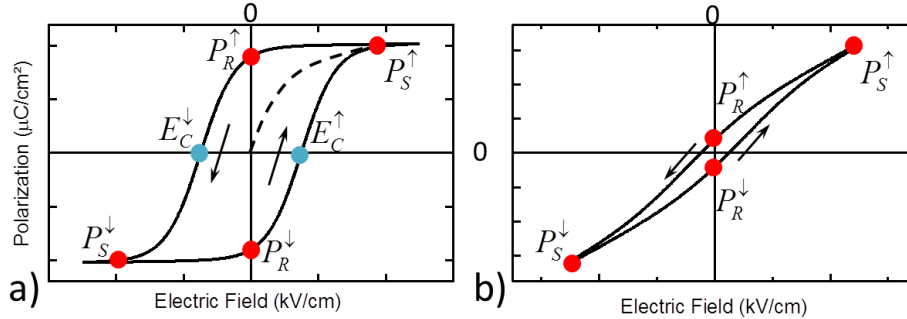 0
P_R^↑
P_S^↑
E_C^↓
E_C^↑
P_S^↓
P_R^↓
Polarization (µC/cm²)
a)
Electric Field (kV/cm)
0
P_R^↑
P_S^↑
0
P_R^↓
P_S^↓
b)
Electric Field (kV/cm)